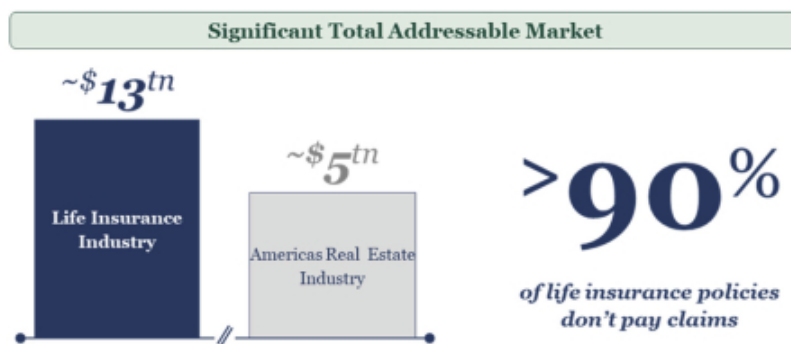 Significant Total Addressable Market
~$13tn
~$5tn
Life Insurance
Industry
Americas Real Estate
Industry
>90%
of life insurance policies
don't pay claims